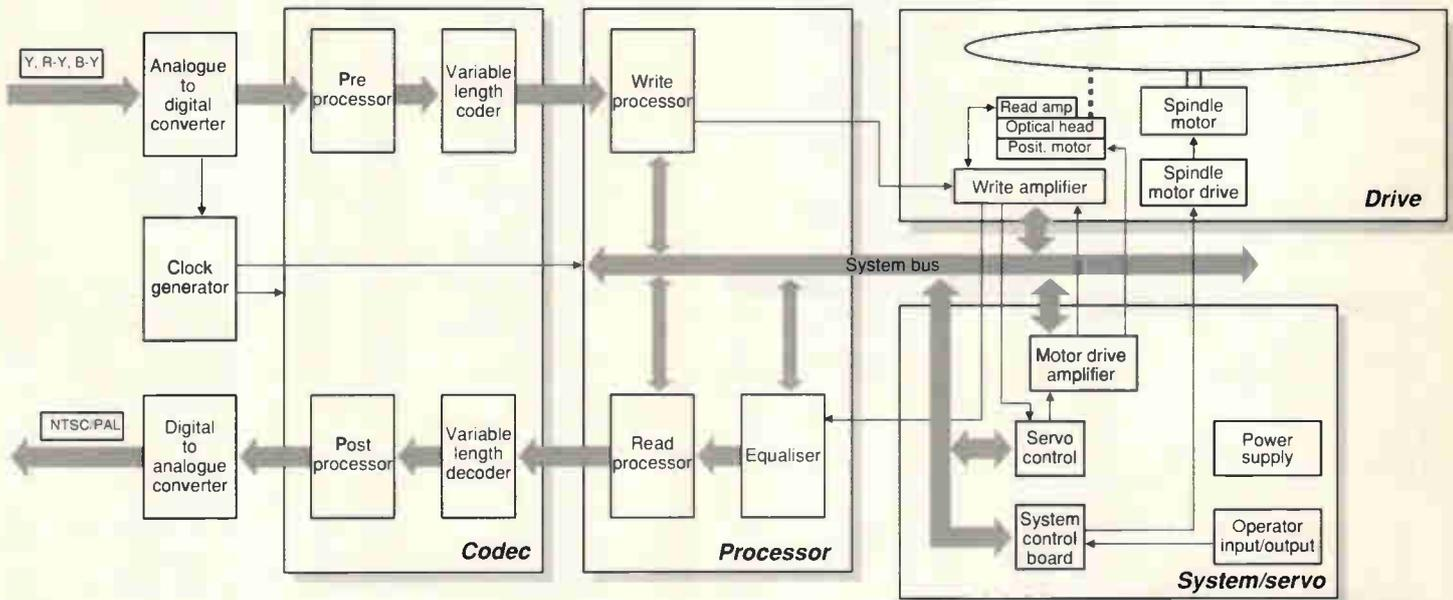 Y, R-Y, B-Y
Analogue
to
digital
converter
Pre
processor
Variable
length
coder
Write
processor
Read amp
Optical head
Posit. motor
Write amplifier
Spindle
motor
Spindle
motor drive
Drive
Clock
generator
System bus
Motor drive
amplifier
NTSC/PAL
Digital
to
analogue
converter
Post
processor
Variable
length
decoder
Read
processor
Equaliser
Servo
control
Power
supply
System
control
board
Operator
input/output
Codec
Processor
System/servo